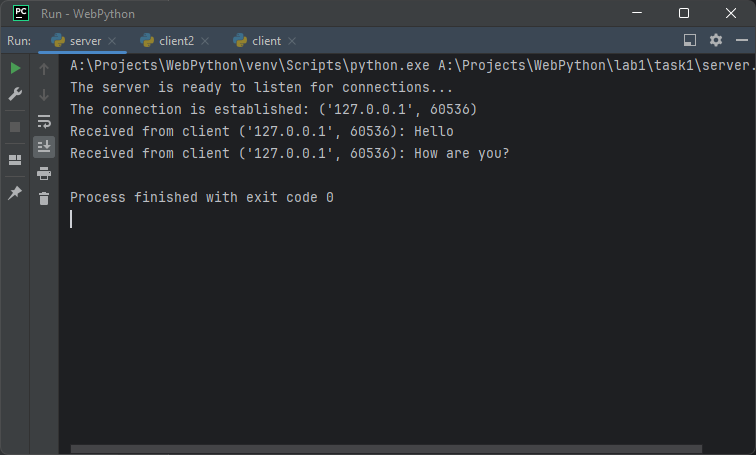 PC
Run - WebPython
Run:
server
client2
client
A:\Projects\WebPython\venv\Scripts\python.exe A:\Projects\WebPython\lab1\task1\server.
The server is ready to listen for connections...
The connection is established: ('127.0.0.1', 60536)
Received from client ('127.0.0.1', 60536): Hello
Received from client ('127.0.0.1', 60536): How are you?
Process finished with exit code 0